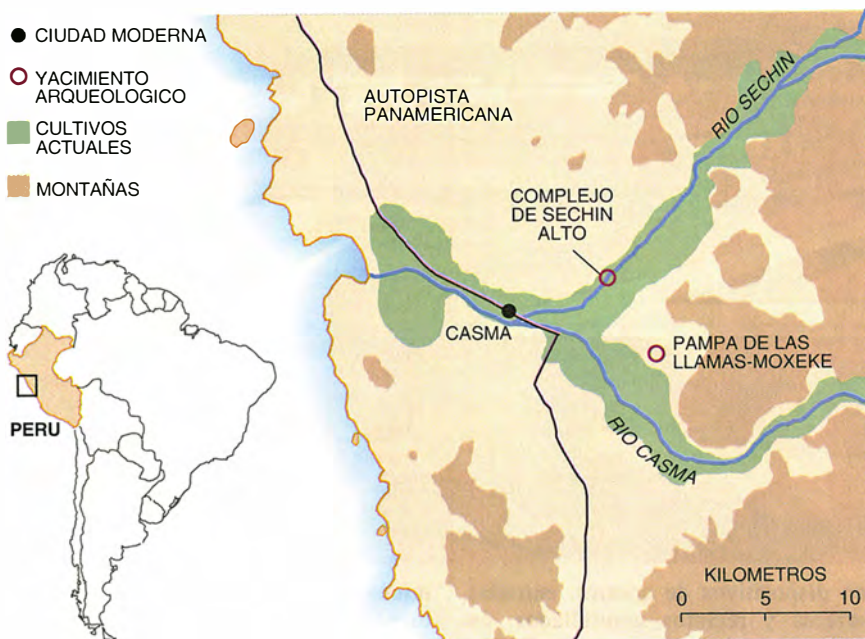 CIUDAD MODERNA
YACIMIENTO
ARQUEOLOGICO
CULTIVOS
ACTUALES
MONTAÑAS
AUTOPISTA
PANAMERICANA
RIO SECHIN
COMPLEJO
DE SECHIN
ALTO
CASMA
PAMPA DE LAS
LLAMAS-MOXEKE
RIO CASMA
PERU
KILOMETROS
0 5 10